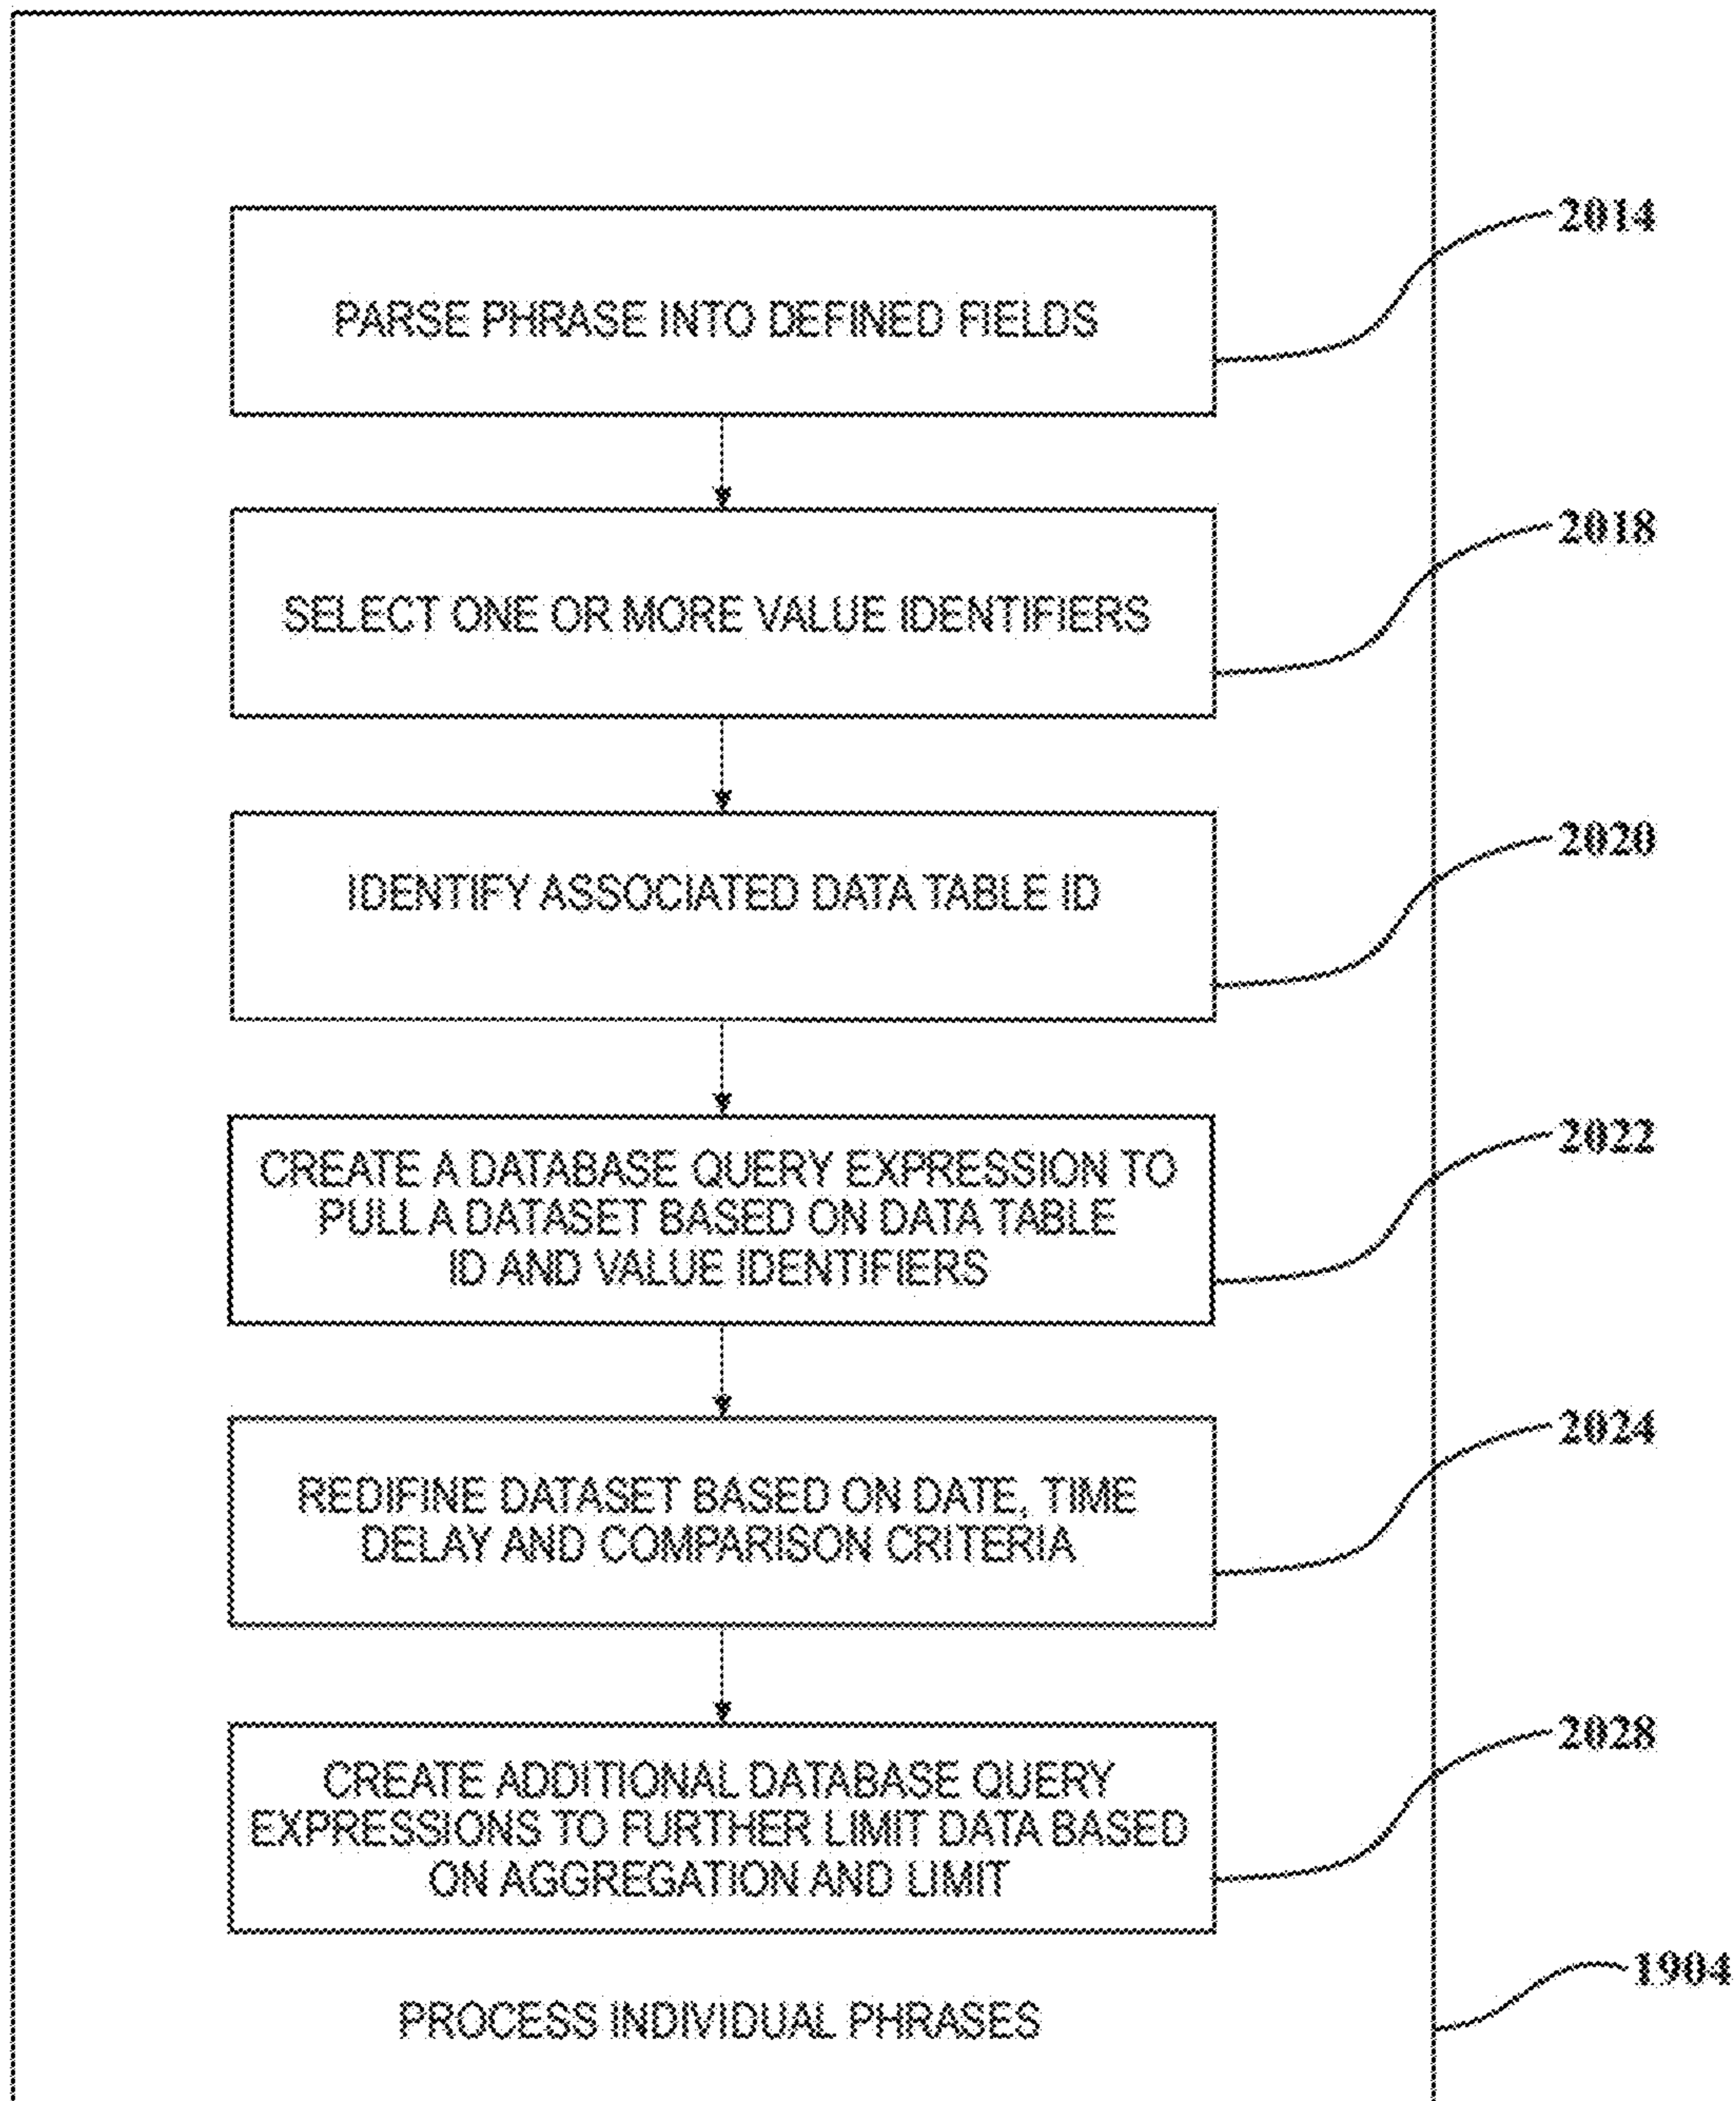 2014
PARSE PHRASE INTO DEFINED FIELDS
2018
SELECT ONE OR MORE VALUE IDENTIFIERS
2020
IDENTIFY ASSOCIATED DATA TABLE ID
2022
CREATE A DATABASE QUERY EXPRESSION TO
PULL A DATASET BASED ON DATA TABLE
ID AND VALUE IDENTIFIERS
2024
REDIFINE DATASET BASED ON DATE, TIME
DELAY AND COMPARISON CRITERIA
2028
CREATE ADDITIONAL DATABASE QUERY
EXPRESSIONS TO FURTHER LIMIT DATA BASED
ON AGGREGATION AND LIMIT
1904
PROCESS INDIVIDUAL PHRASES